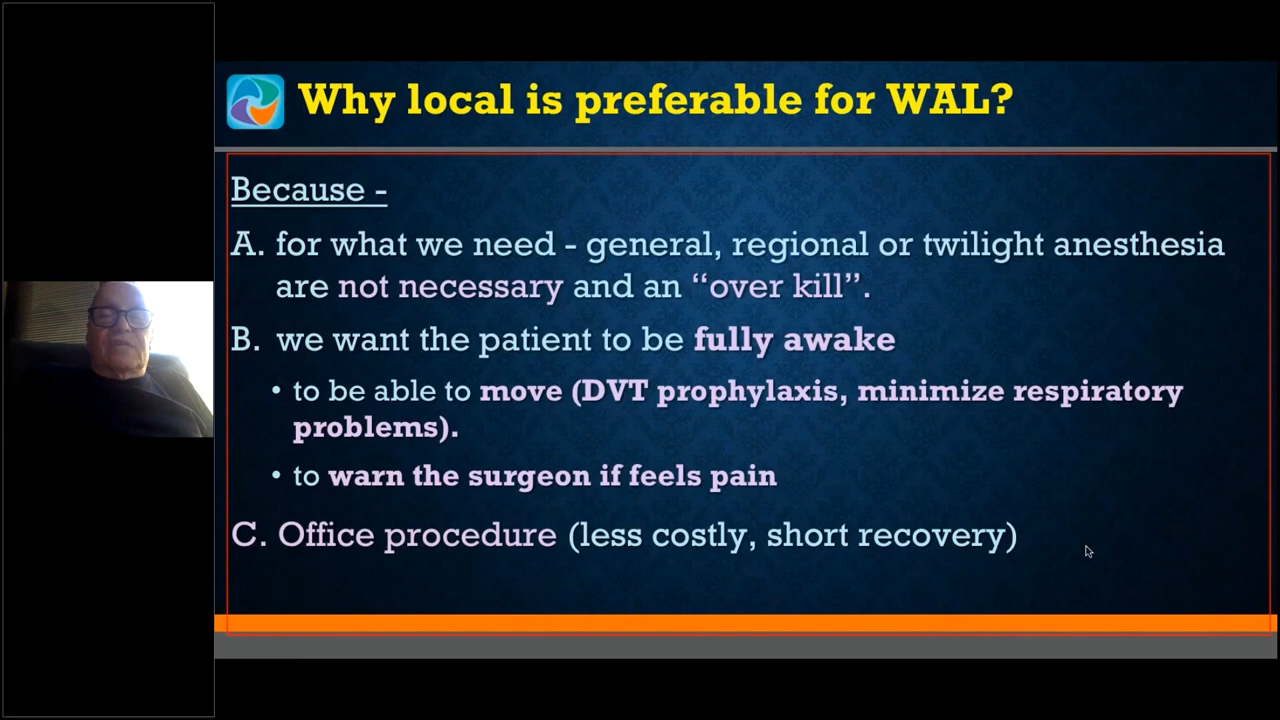 Why local is preferable for WAL?
Because -
A. for what we need - general, regional or twilight anesthesia
are not necessary and an “over kill”.
B. we want the patient to be fully awake
• to be able to move (DVT prophylaxis, minimize respiratory
problems).
• to warn the surgeon if feels pain
C. Office procedure (less costly, short recovery)